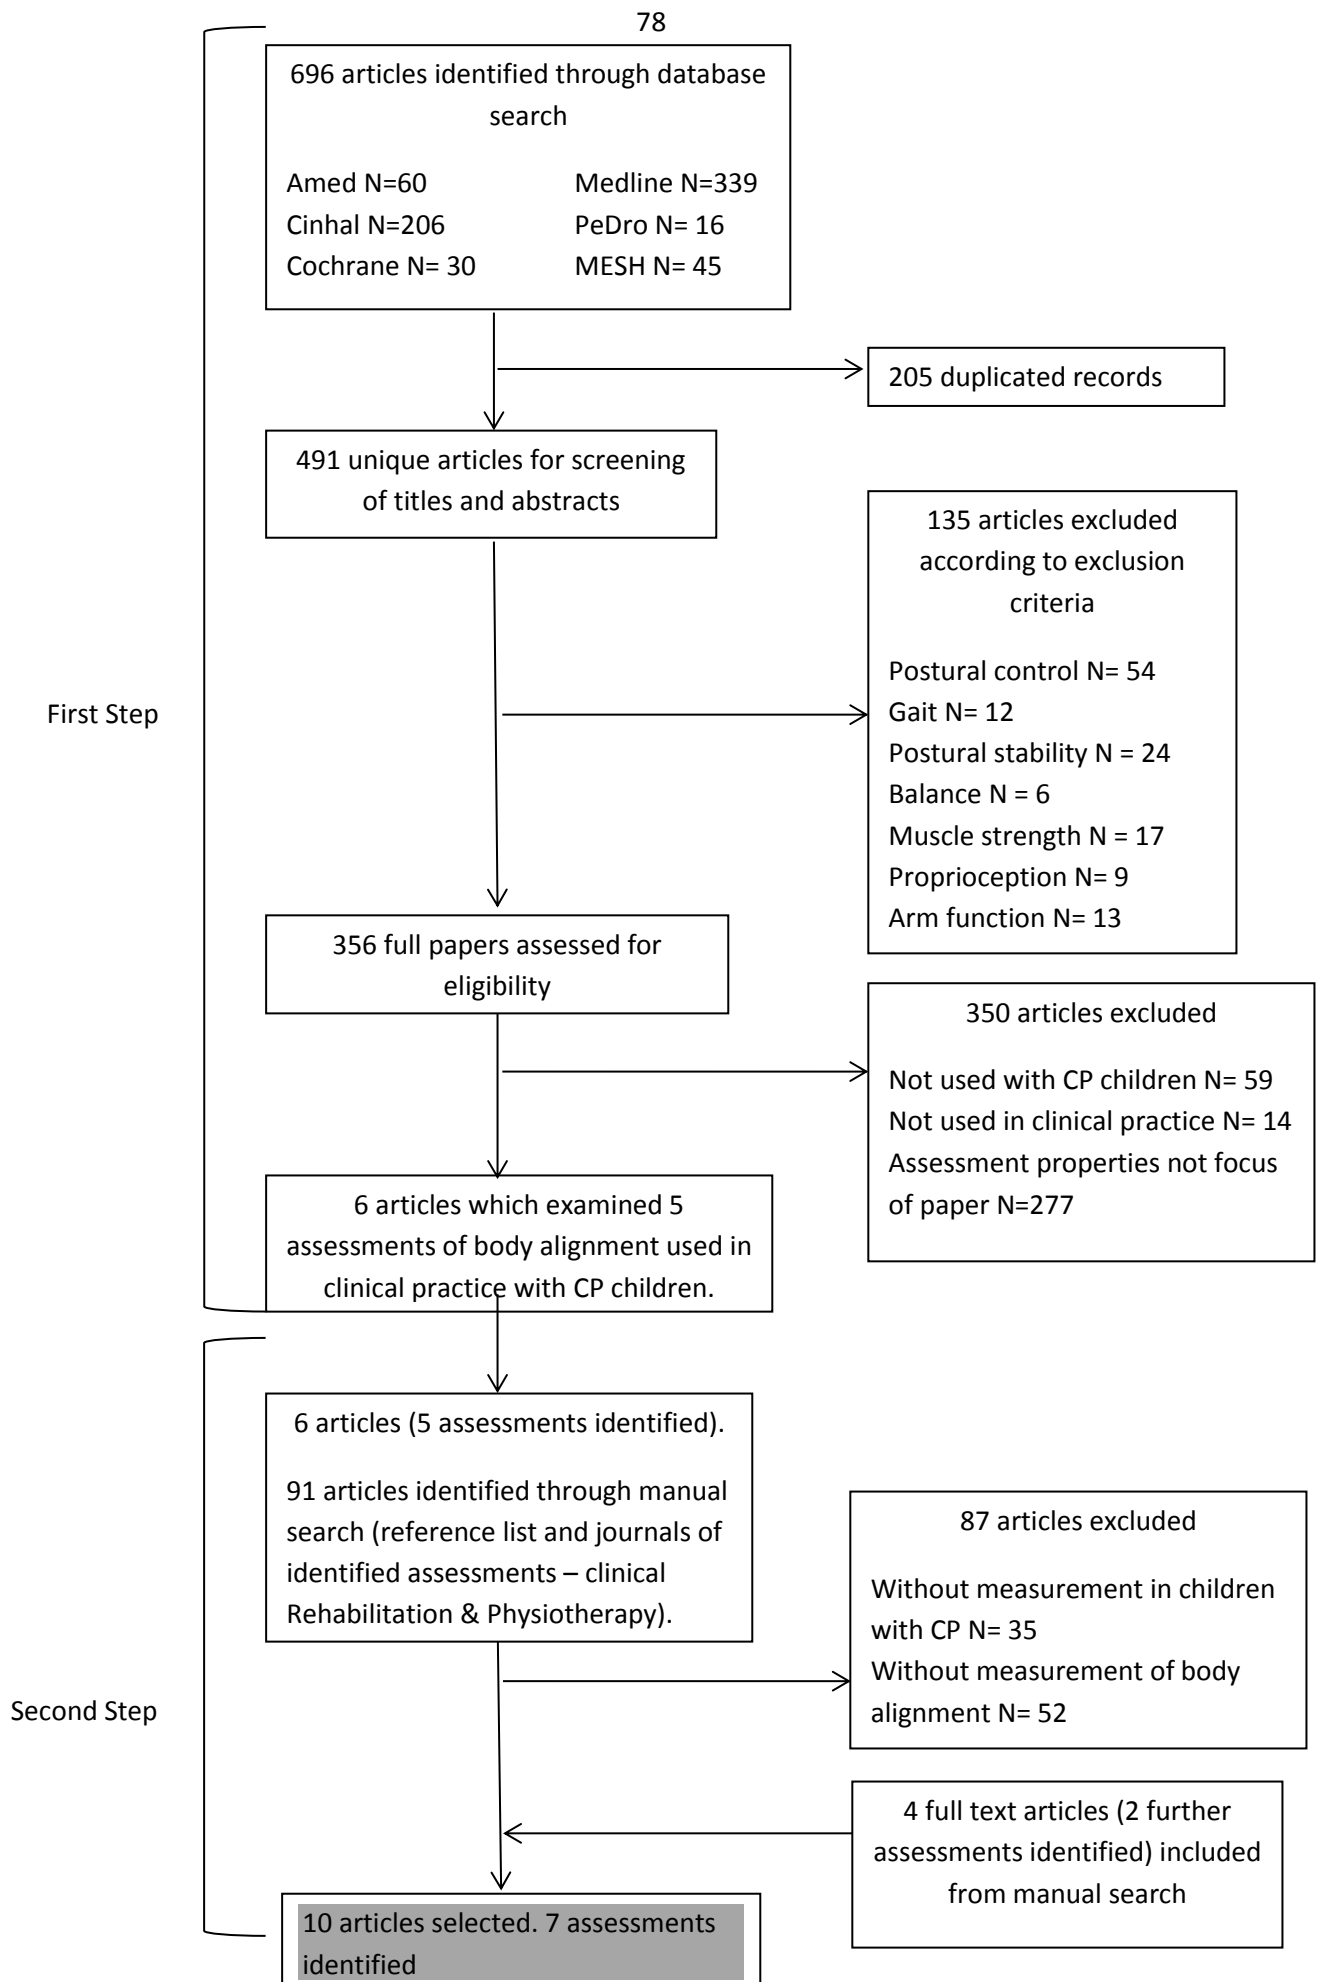 78
696 articles identified through database
search
Amed N=60
Medline N=339
Cinhal N=206
PeDro N= 16
Cochrane N= 30
MESH N= 45
205 duplicated records
491 unique articles for screening
of titles and abstracts
135 articles excluded
according to exclusion
criteria
Postural control N= 54
Gait N= 12
Postural stability N = 24
Balance N = 6
Muscle strength N = 17
Proprioception N= 9
Arm function N= 13
First Step
356 full papers assessed for
eligibility
350 articles excluded
Not used with CP children N= 59
Not used in clinical practice N= 14
Assessment properties not focus
of paper N=277
6 articles which examined 5
assessments of body alignment used in
clinical practice with CP children.
6 articles (5 assessments identified).
91 articles identified through manual
search (reference list and journals of
identified assessments – clinical
Rehabilitation & Physiotherapy).
87 articles excluded
Without measurement in children
with CP N= 35
Without measurement of body
alignment N= 52
Second Step
4 full text articles (2 further
assessments identified) included
from manual search
10 articles selected. 7 assessments
identified